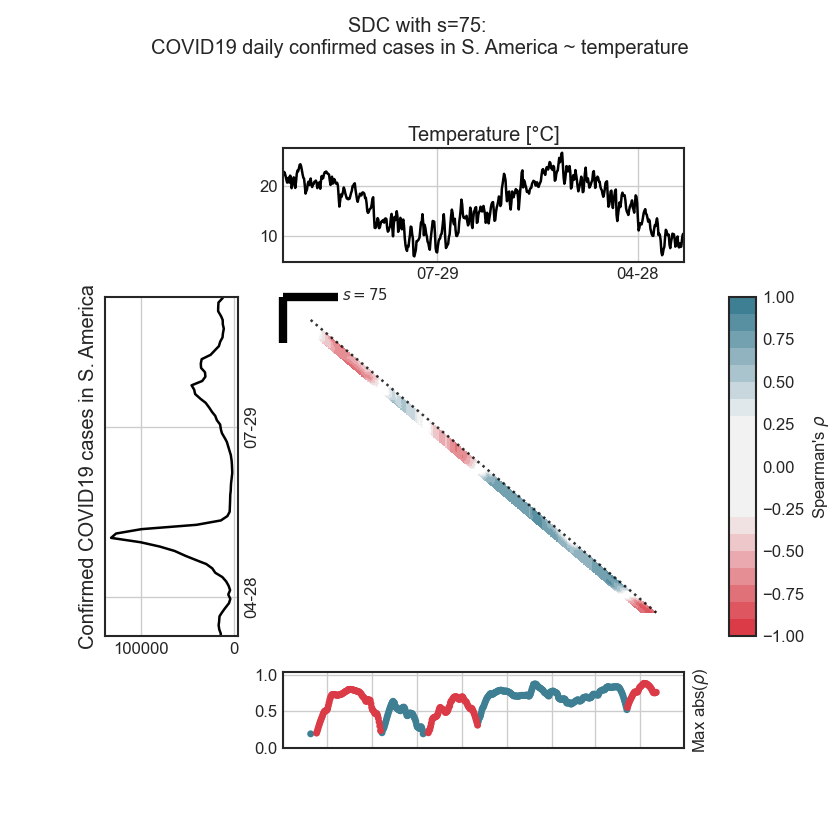 SDC with s=75:
COVID19 daily confirmed cases in S. America ~ temperature
Temperature [°C]
20
10
07-29
04-28
s = 75
Confirmed COVID19 cases in S. America
07-29
04-28
100000
0
1.00
0.75
0.50
0.25
0.00
−0.25
−0.50
−0.75
−1.00
Spearman's ρ
1.0
0.5
0.0
Max abs(ρ)